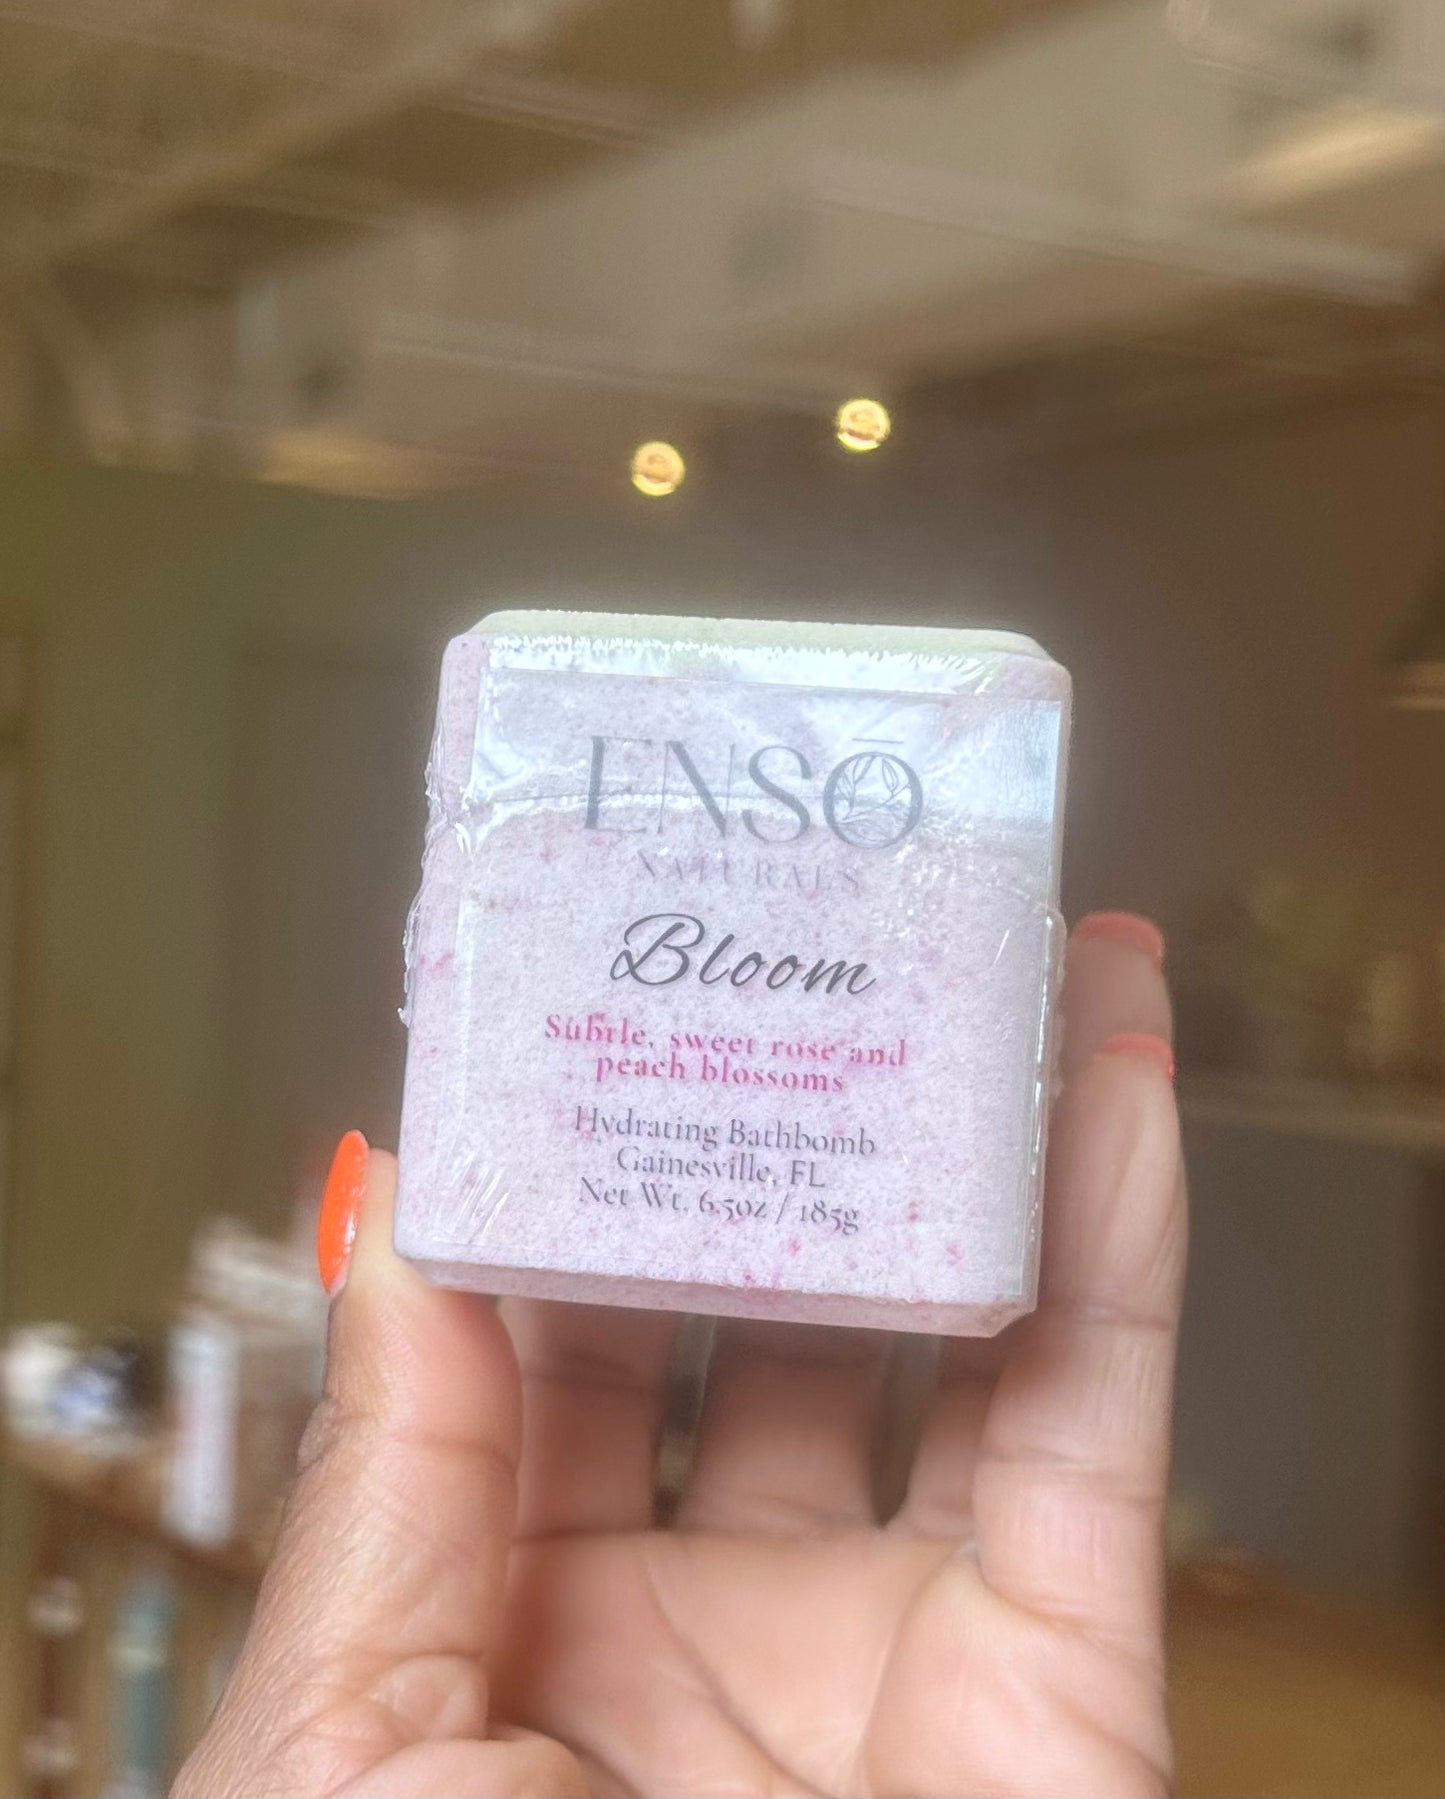 ENSŌ
NATURALS
Bloom
Subtle, sweet rose and
peach blossoms
Hydrating Bathbomb
Gainesville, FL
Net Wt. 6.5oz / 185g